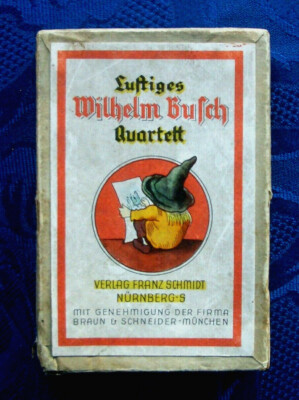 Luſtiges
Wilhelm Buſch
Quartett
VERLAG FRANZ SCHMIDT
NÜRNBERG-S
MIT GENEHMIGUNG DER FIRMA
BRAUN & SCHNEIDER-MÜNCHEN